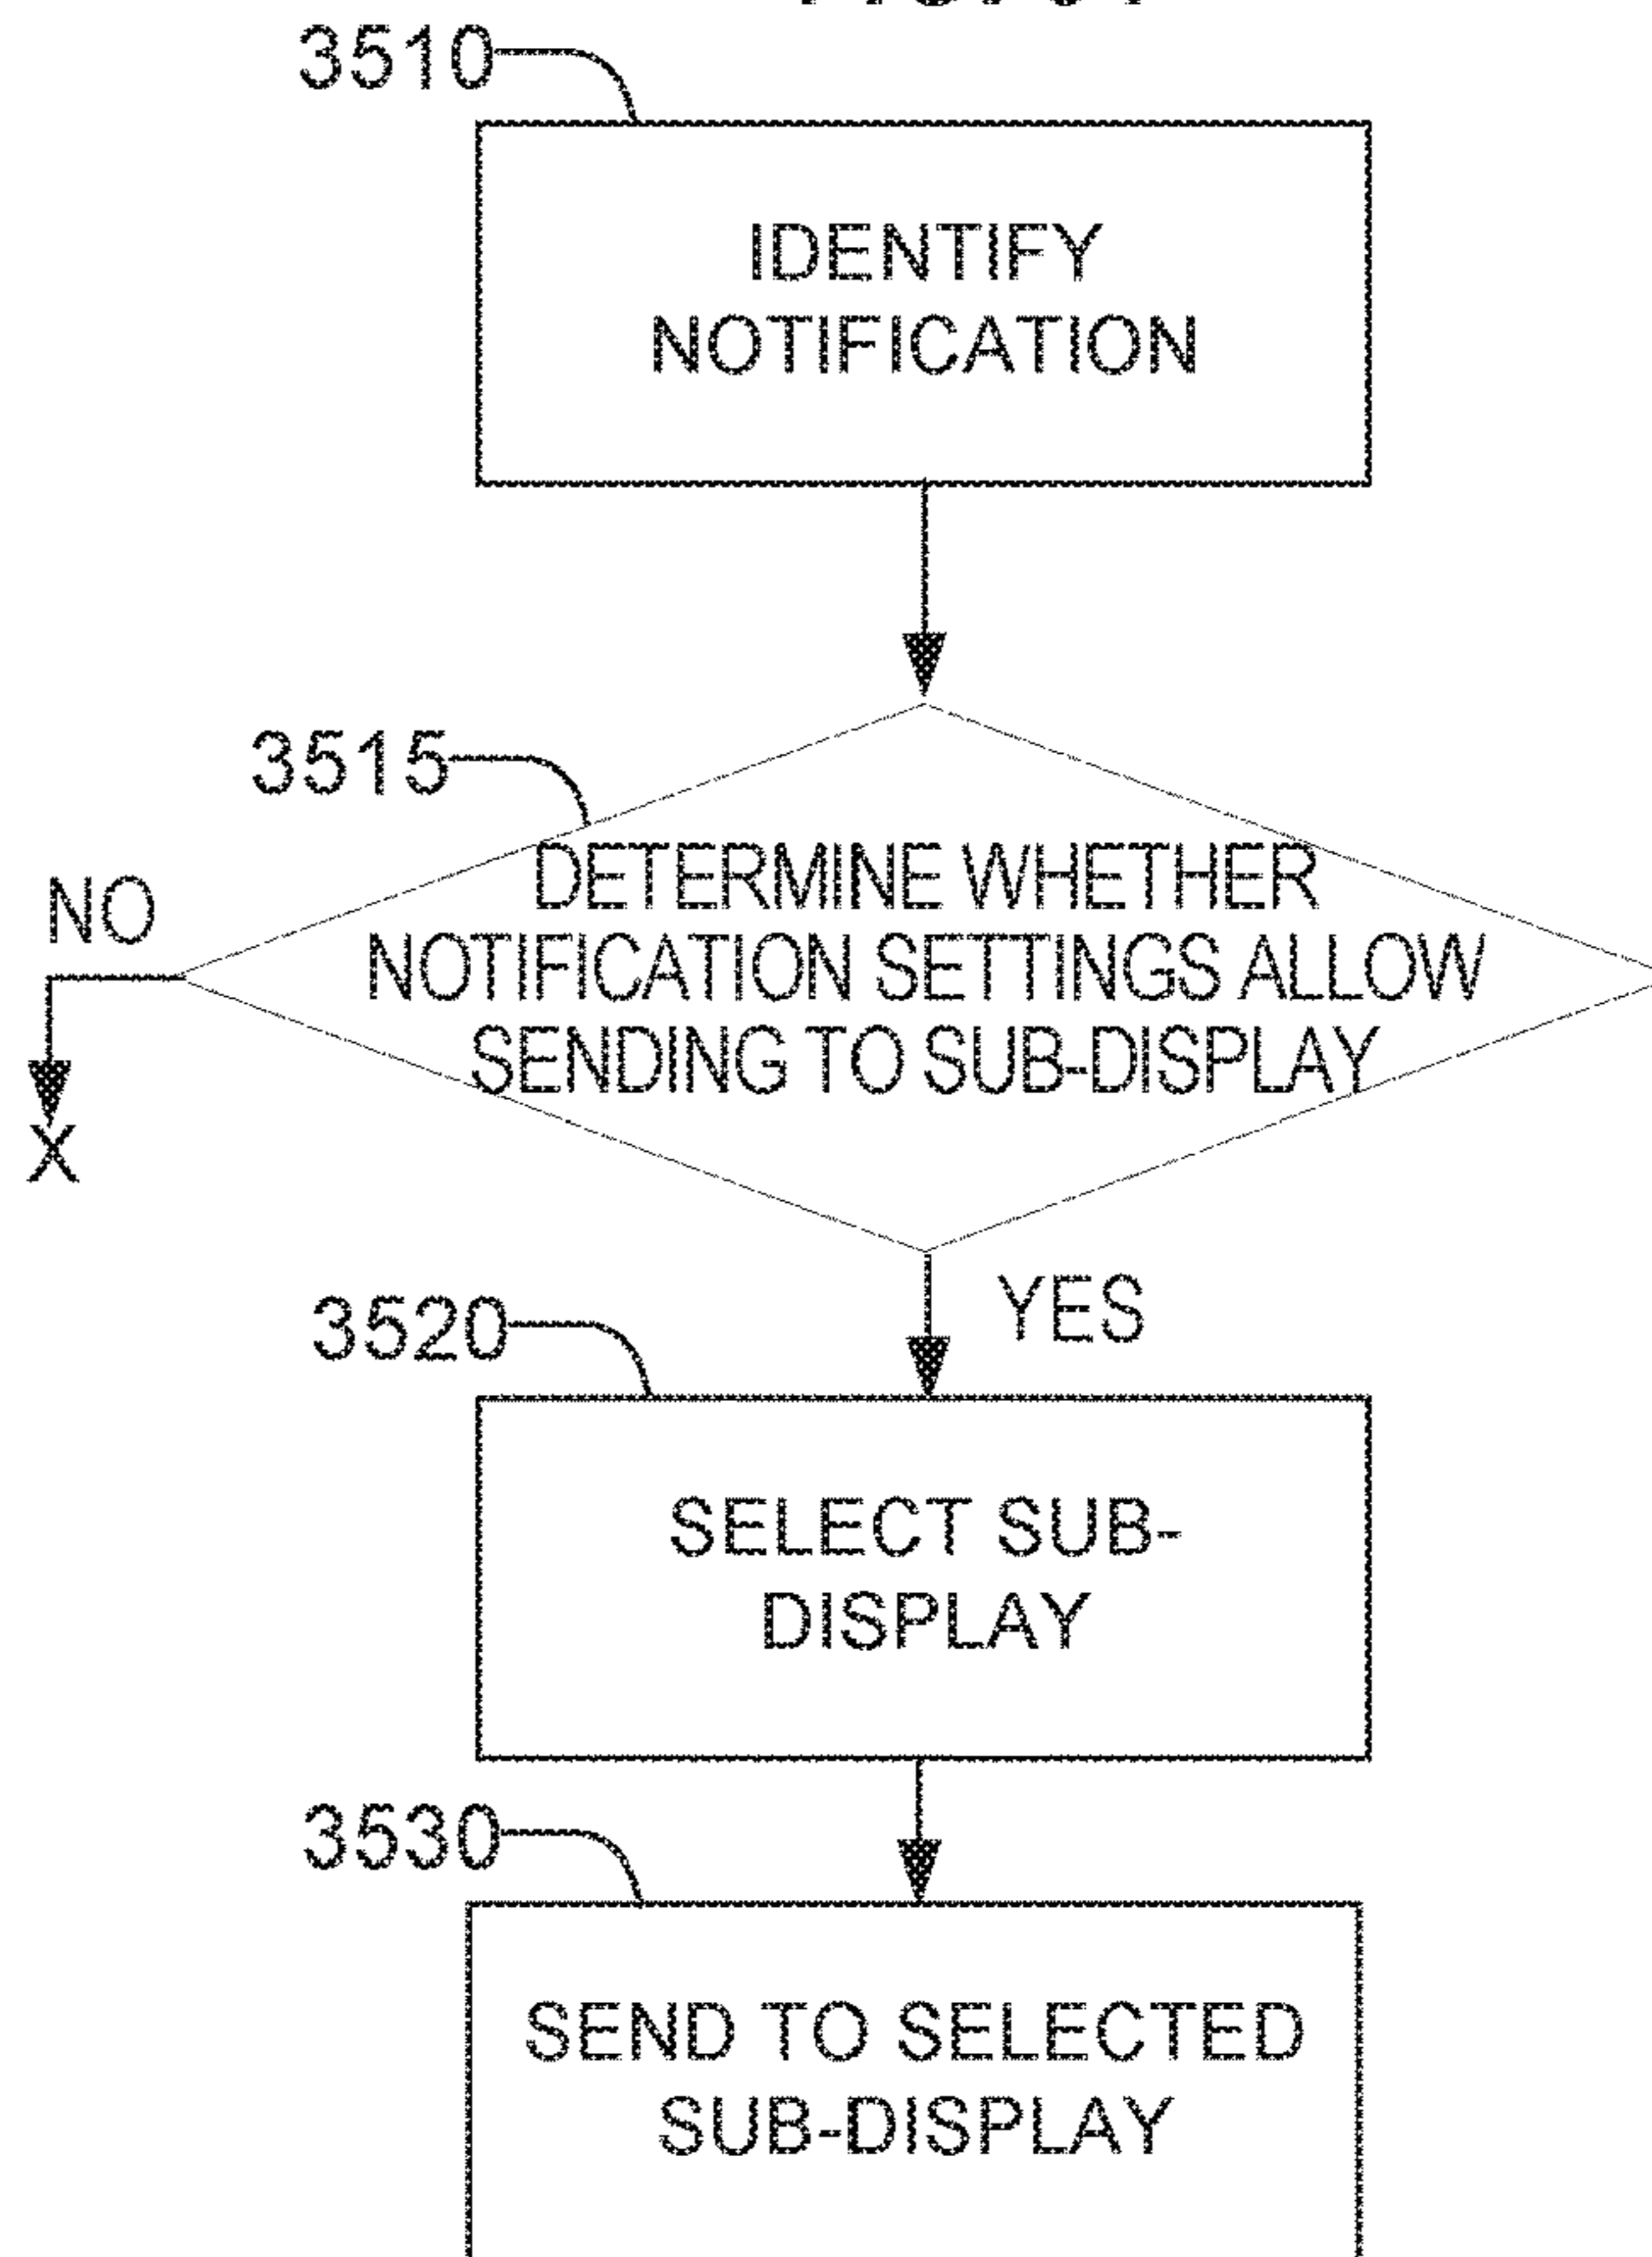 3510
IDENTIFY
NOTIFICATION
3515
NO
DETERMINE WHETHER
NOTIFICATION SETTINGS ALLOW
SENDING TO SUB-DISPLAY
X
YES
3520
SELECT SUB-
DISPLAY
3530
SEND TO SELECTED
SUB-DISPLAY